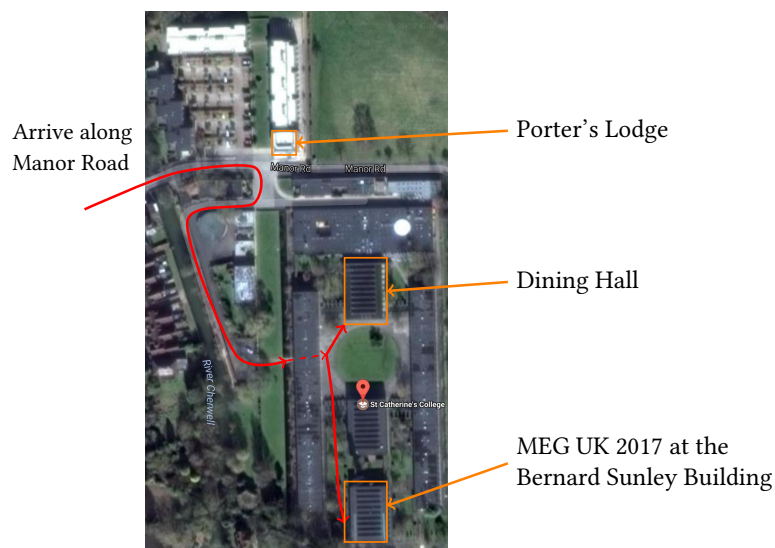 Arrive along
Manor Road
Porter's Lodge
Manor Rd
Manor Rd
Dining Hall
River Cherwell
St Catherine's College
MEG UK 2017 at the
Bernard Sunley Building